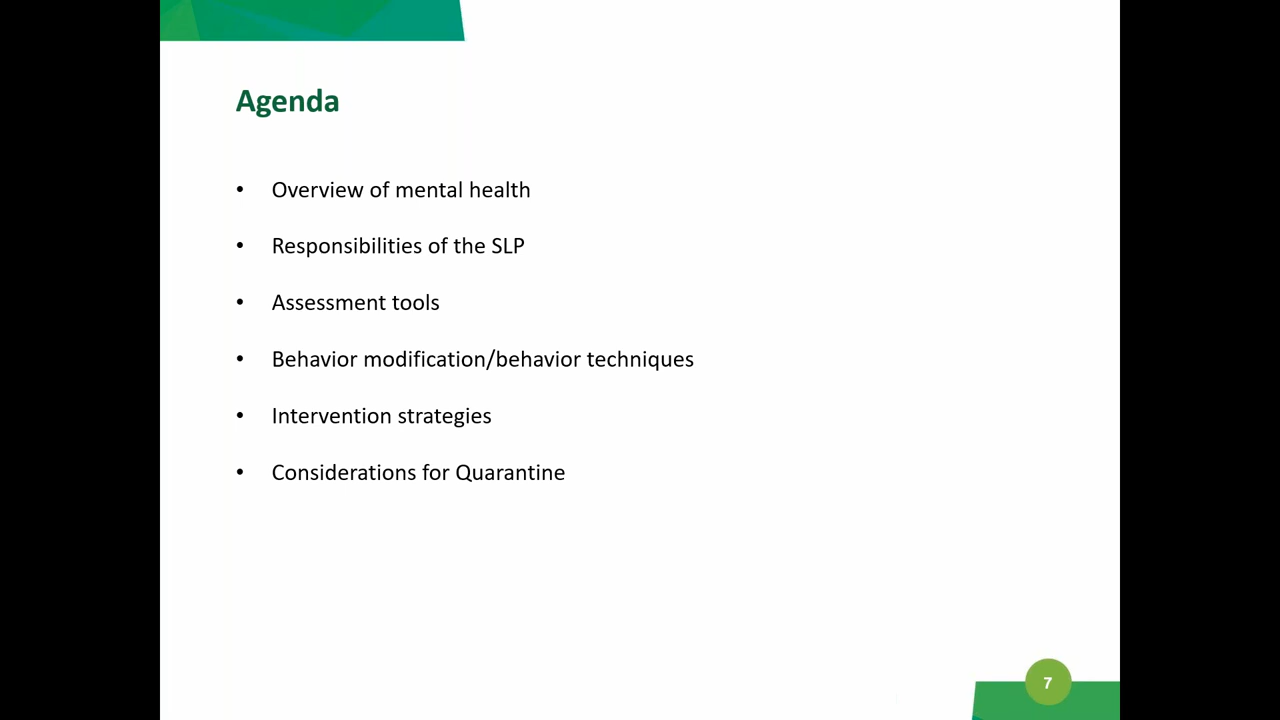 Agenda
• Overview of mental health
• Responsibilities of the SLP
• Assessment tools
• Behavior modification/behavior techniques
• Intervention strategies
• Considerations for Quarantine
7